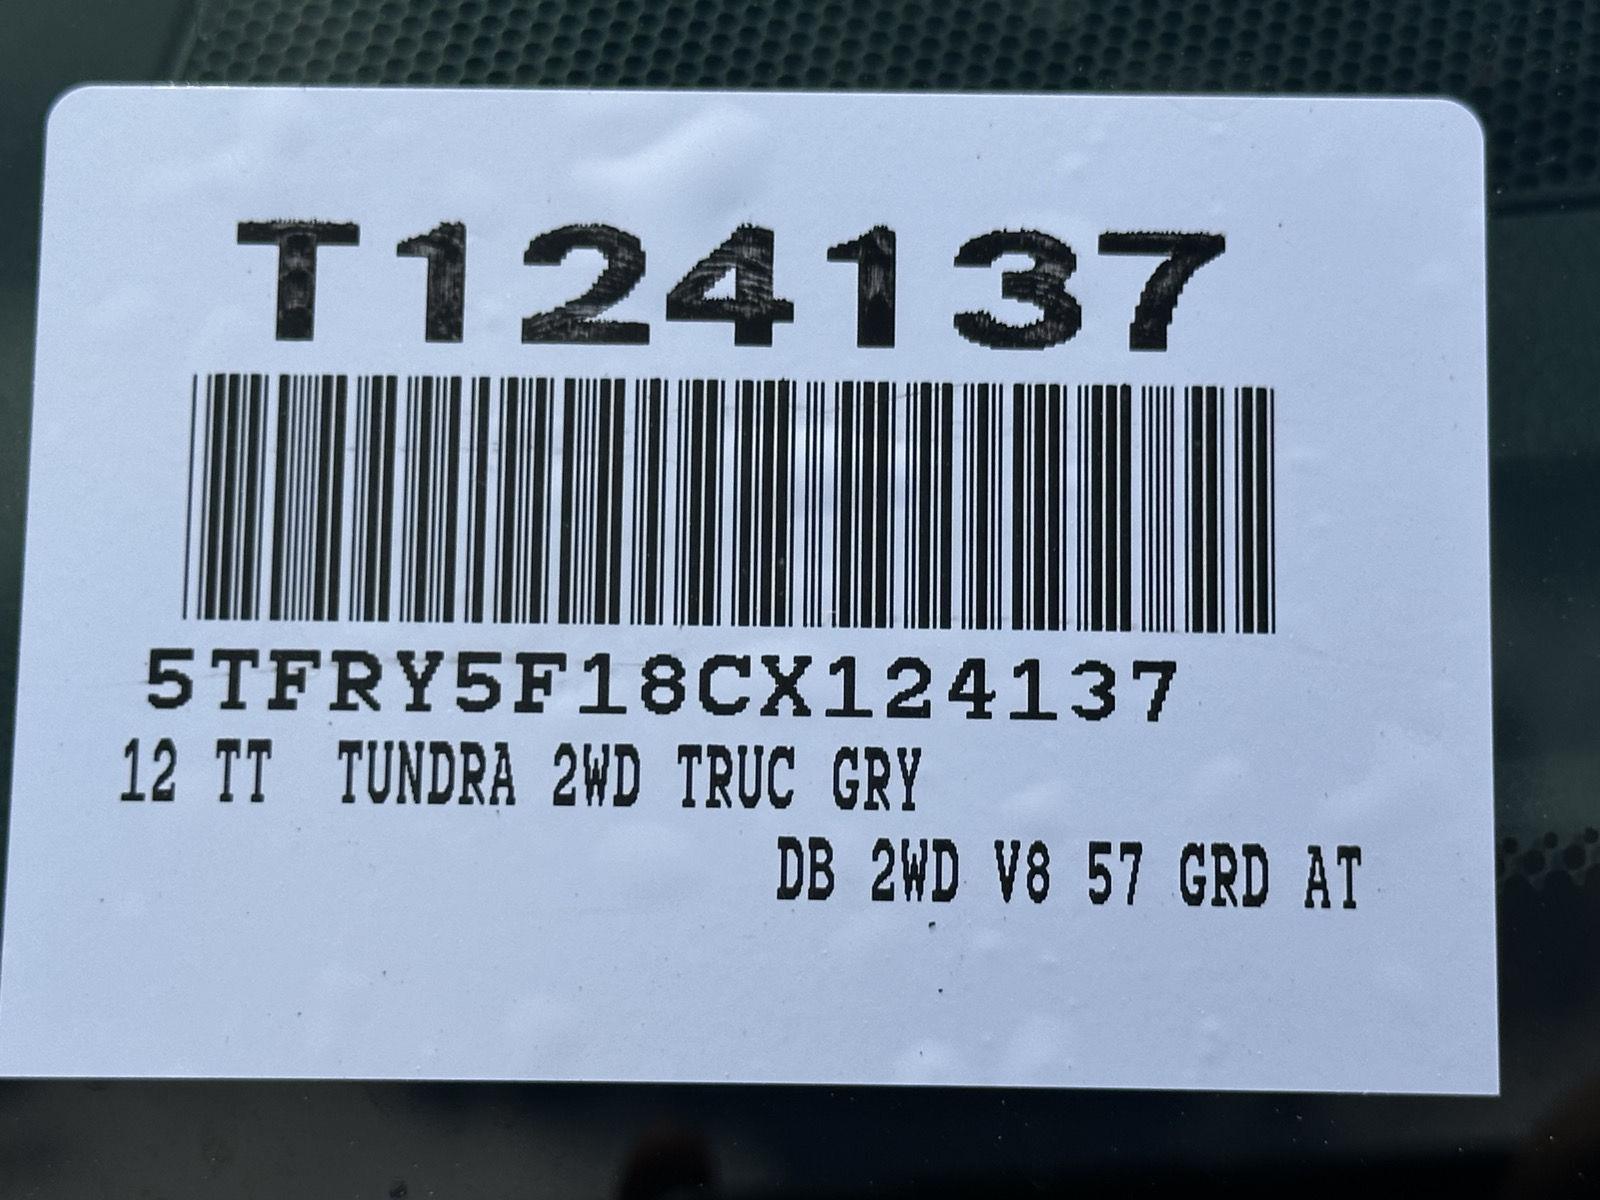 T124137
5TFRY5F18CX124137
12 TT TUNDRA 2WD TRUC GRY
DB 2WD V8 57 GRD AT